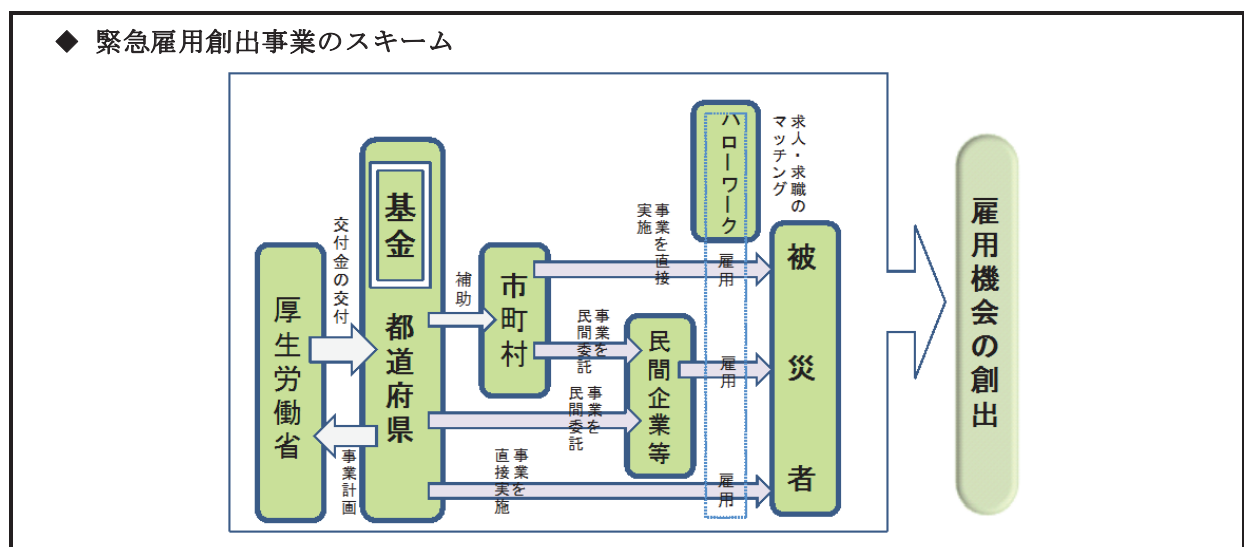 ◆ 緊急雇用創出事業のスキーム
厚生労働省
交付金の交付
事業計画
基金
都道府県
補助
市町村
事業を直接
実施
事業を
民間委託
事業を
民間委託
事業を
直接実施
民間企業等
ハローワーク
求人・求職の
マッチング
雇用
雇用
雇用
被災者
雇用機会の創出